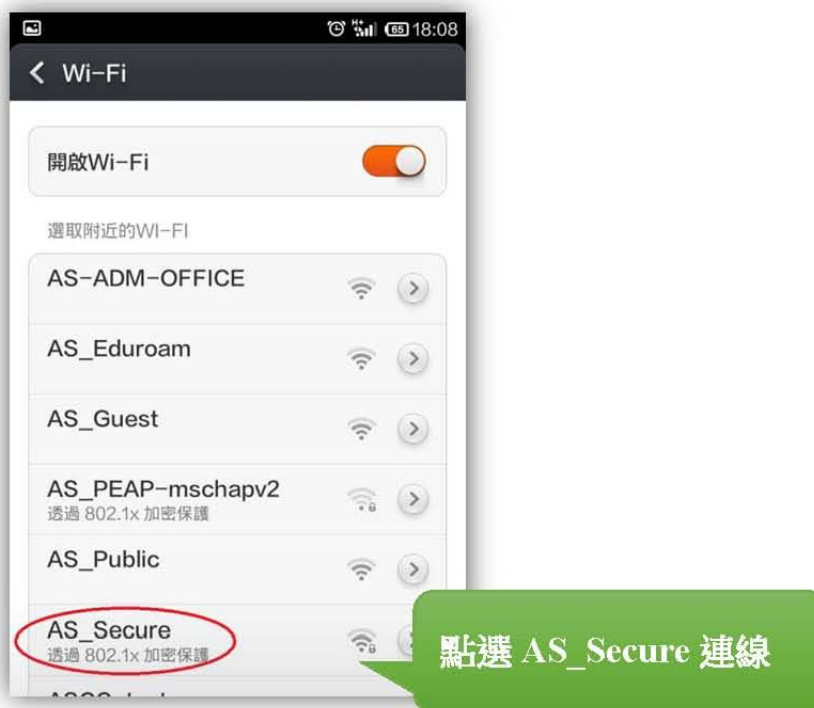 65 18:08
Wi-Fi
開啟Wi-Fi
選取附近的WI-FI
AS-ADM-OFFICE
AS_Eduroam
AS_Guest
AS_PEAP-mschapv2
透過 802.1x 加密保護
AS_Public
AS_Secure
透過 802.1x 加密保護
點選 AS_Secure 連線